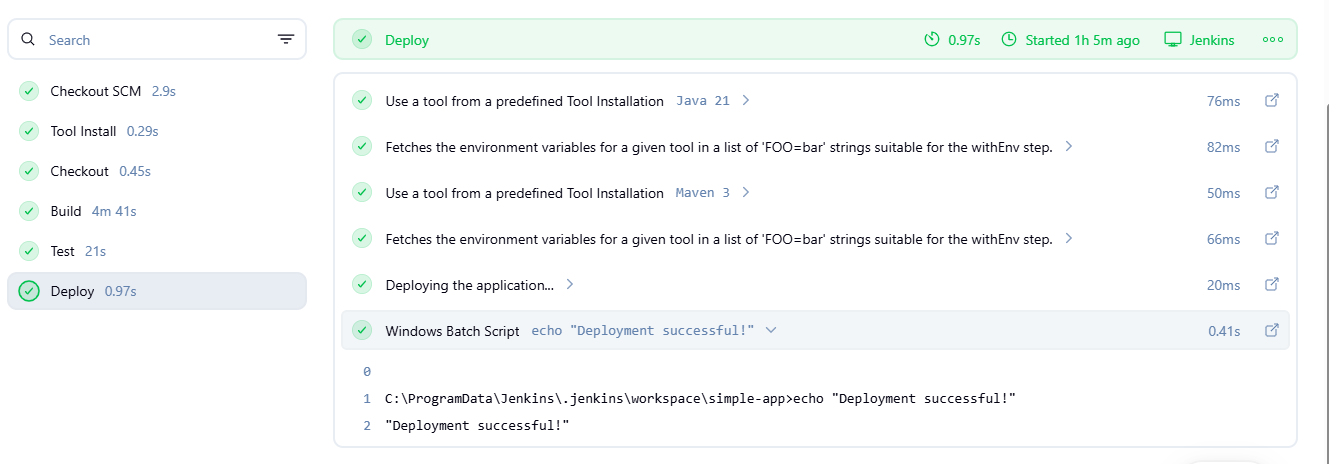 Search
Checkout SCM 2.9s
Tool Install 0.29s
Checkout 0.45s
Build 4m 41s
Test 21s
Deploy 0.97s
Deploy 0.97s Started 1h 5m ago Jenkins
Use a tool from a predefined Tool Installation Java 21 76ms
Fetches the environment variables for a given tool in a list of 'FOO=bar' strings suitable for the withEnv step. 82ms
Use a tool from a predefined Tool Installation Maven 3 50ms
Fetches the environment variables for a given tool in a list of 'FOO=bar' strings suitable for the withEnv step. 66ms
Deploying the application... 20ms
Windows Batch Script echo "Deployment successful!" 0.41s
0
1 C:\ProgramData\Jenkins\.jenkins\workspace\simple-app>echo "Deployment successful!"
2 "Deployment successful!"